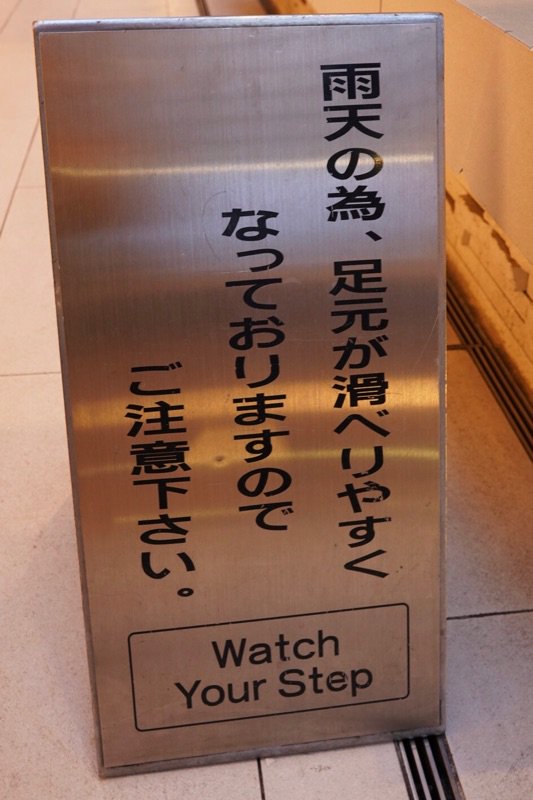 雨天の為、足元が滑べりやすく
なっておりますので
ご注意下さい。
Watch
Your Step